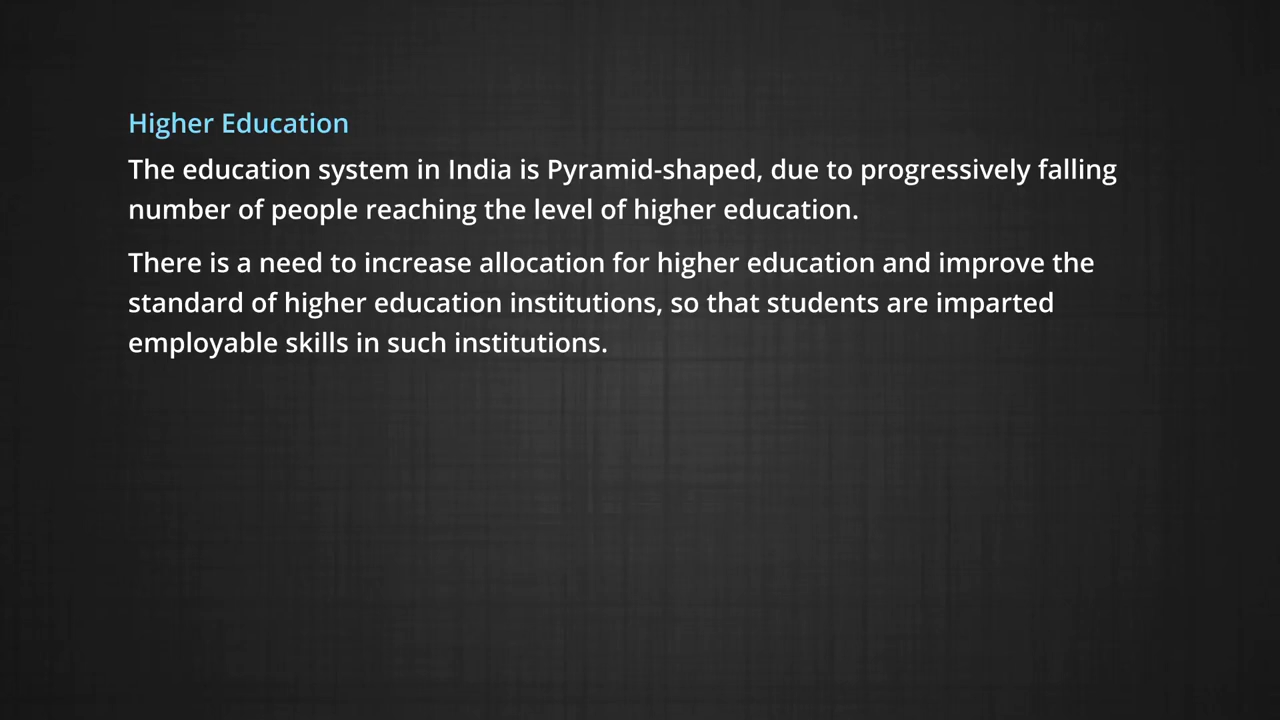 Higher Education
The education system in India is Pyramid-shaped, due to progressively falling
number of people reaching the level of higher education.
There is a need to increase allocation for higher education and improve the
standard of higher education institutions, so that students are imparted
employable skills in such institutions.